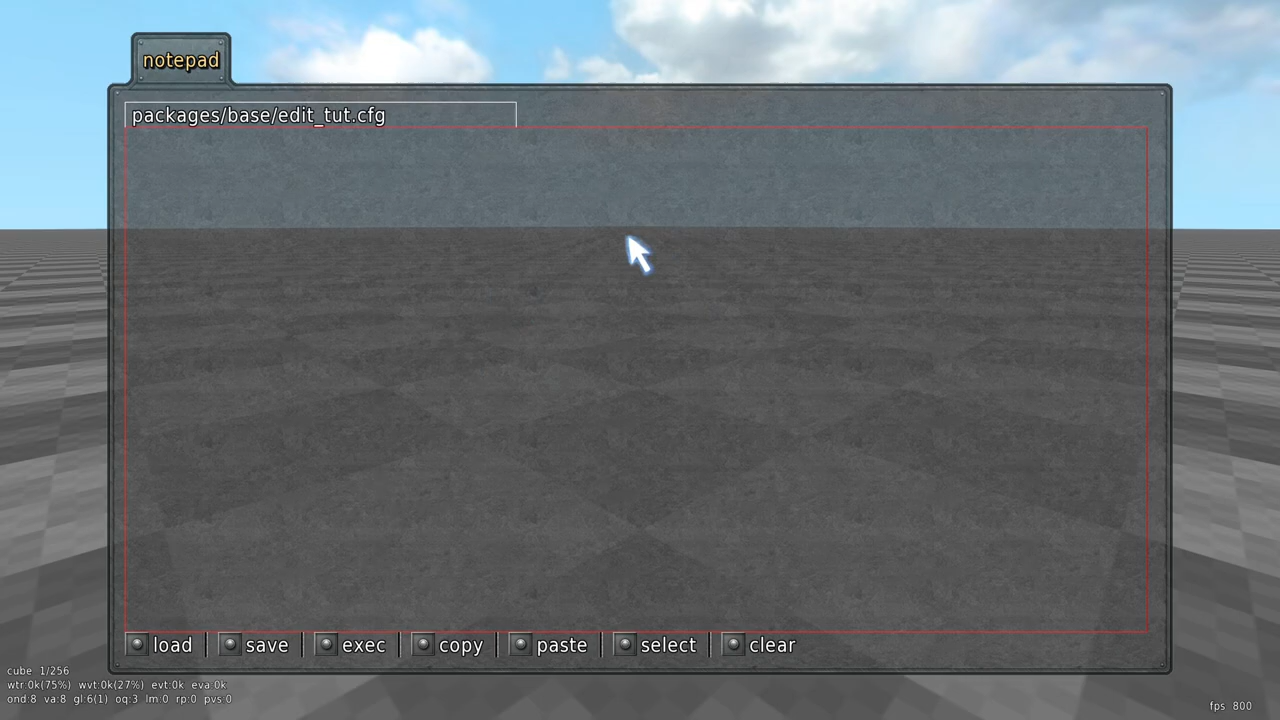 notepad
packages/base/edit_tut.cfg
load save exec copy paste select clear
cube 1/256
wtr:0k(75%) wvt:0k(27%) evt:0k eva:0k
ond:8 va:8 gl:6(1) oq:3 lm:0 rp:0 pvs:0
fps 800